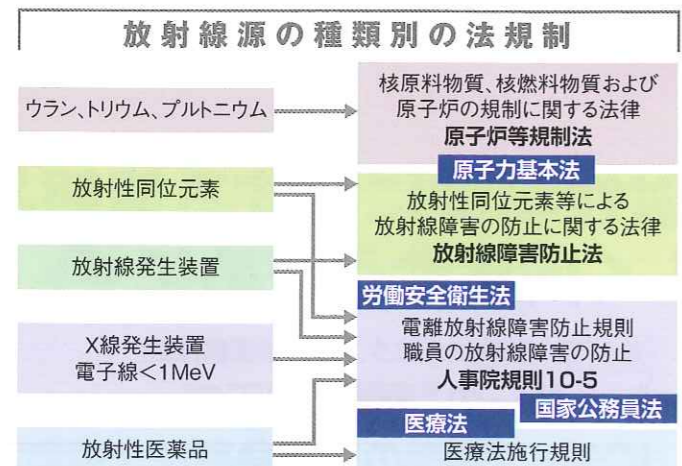 放射線源の種類別の法規制
ウラン、トリウム、プルトニウム
核原料物質、核燃料物質および
原子炉の規制に関する法律
原子炉等規制法
原子力基本法
放射性同位元素
放射性同位元素等による
放射線障害の防止に関する法律
放射線障害防止法
放射線発生装置
労働安全衛生法
電離放射線障害防止規則
職員の放射線障害の防止
人事院規則10-5
X線発生装置
電子線<1MeV
国家公務員法
医療法
放射性医薬品
医療法施行規則